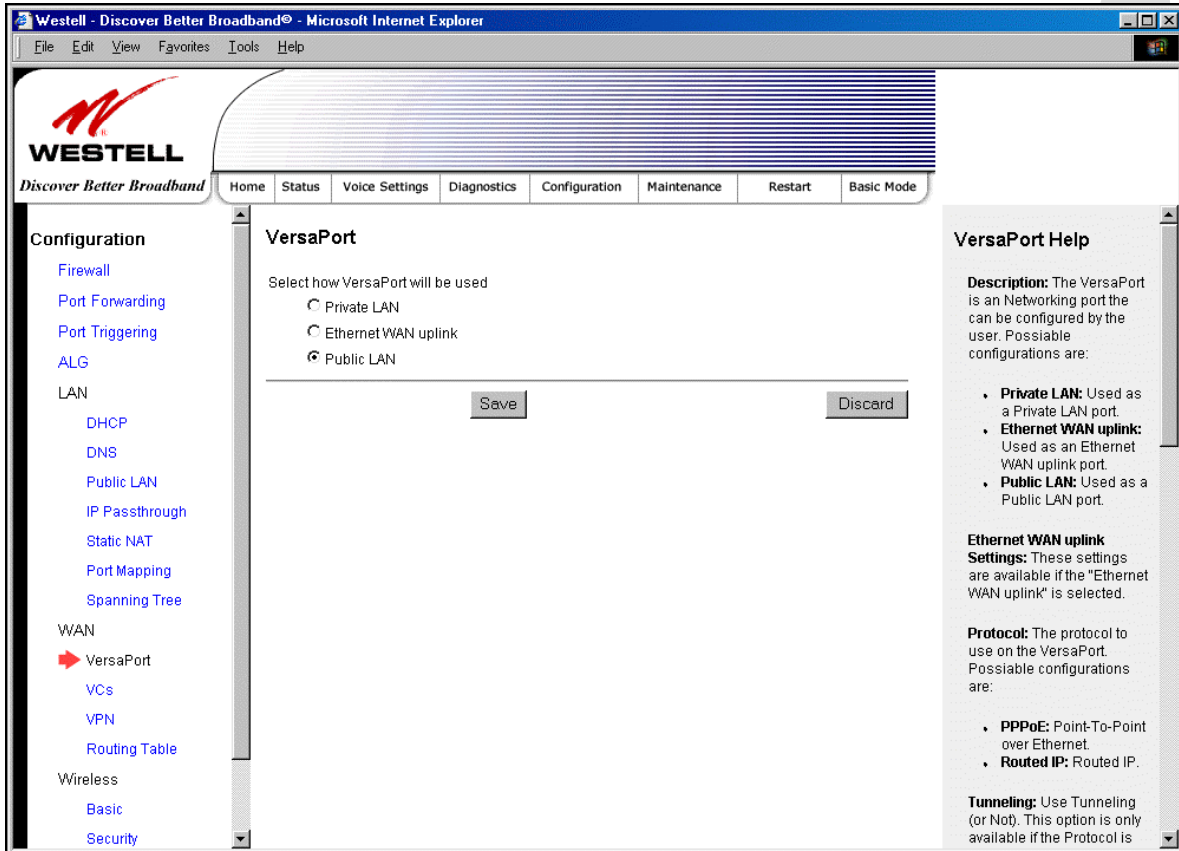 Westell - Discover Better Broadband® - Microsoft Internet Explorer
File Edit View Favorites Tools Help
WESTELL
Discover Better Broadband
Home Status Voice Settings Diagnostics Configuration Maintenance Restart Basic Mode
Configuration
Firewall
Port Forwarding
Port Triggering
ALG
LAN
DHCP
DNS
Public LAN
IP Passthrough
Static NAT
Port Mapping
Spanning Tree
WAN
VersaPort
VCs
VPN
Routing Table
Wireless
Basic
Security
VersaPort
Select how VersaPort will be used
Private LAN
Ethernet WAN uplink
Public LAN
Save Discard
VersaPort Help
Description: The VersaPort
is an Networking port the
can be configured by the
user. Possiable
configurations are:
• Private LAN: Used as
a Private LAN port.
• Ethernet WAN uplink:
Used as an Ethernet
WAN uplink port.
• Public LAN: Used as a
Public LAN port.
Ethernet WAN uplink
Settings: These settings
are available if the "Ethernet
WAN uplink" is selected.
Protocol: The protocol to
use on the VersaPort.
Possiable configurations
are:
• PPPoE: Point-To-Point
over Ethernet.
• Routed IP: Routed IP.
Tunneling: Use Tunneling
(or Not). This option is only
available if the Protocol is